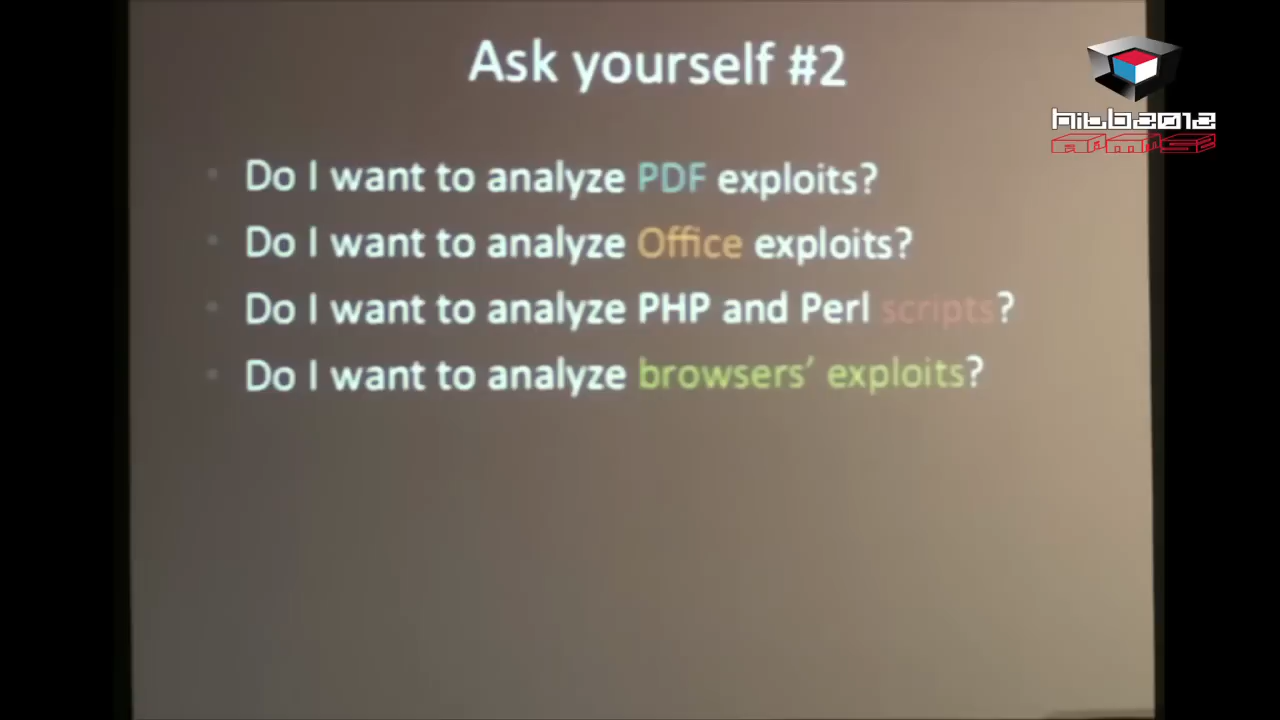 Ask yourself #2
hitb2012
AMS
Do I want to analyze PDF exploits?
Do I want to analyze Office exploits?
Do I want to analyze PHP and Perl scripts?
Do I want to analyze browsers' exploits?